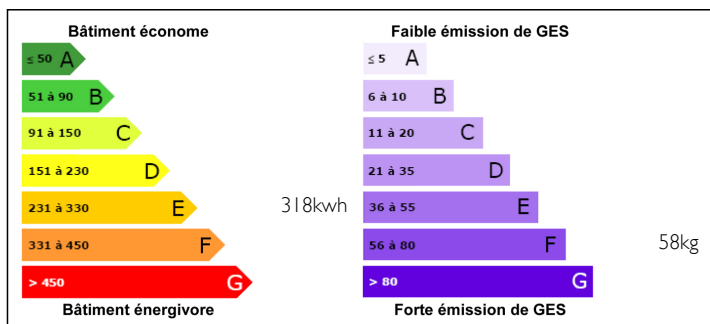 Bâtiment économe
≤ 50 A
51 à 90 B
91 à 150 C
151 à 230 D
231 à 330 E
318kwh
331 à 450 F
> 450 G
Bâtiment énergivore
Faible émission de GES
≤ 5 A
6 à 10 B
11 à 20 C
21 à 35 D
36 à 55 E
56 à 80 F
58kg
> 80 G
Forte émission de GES